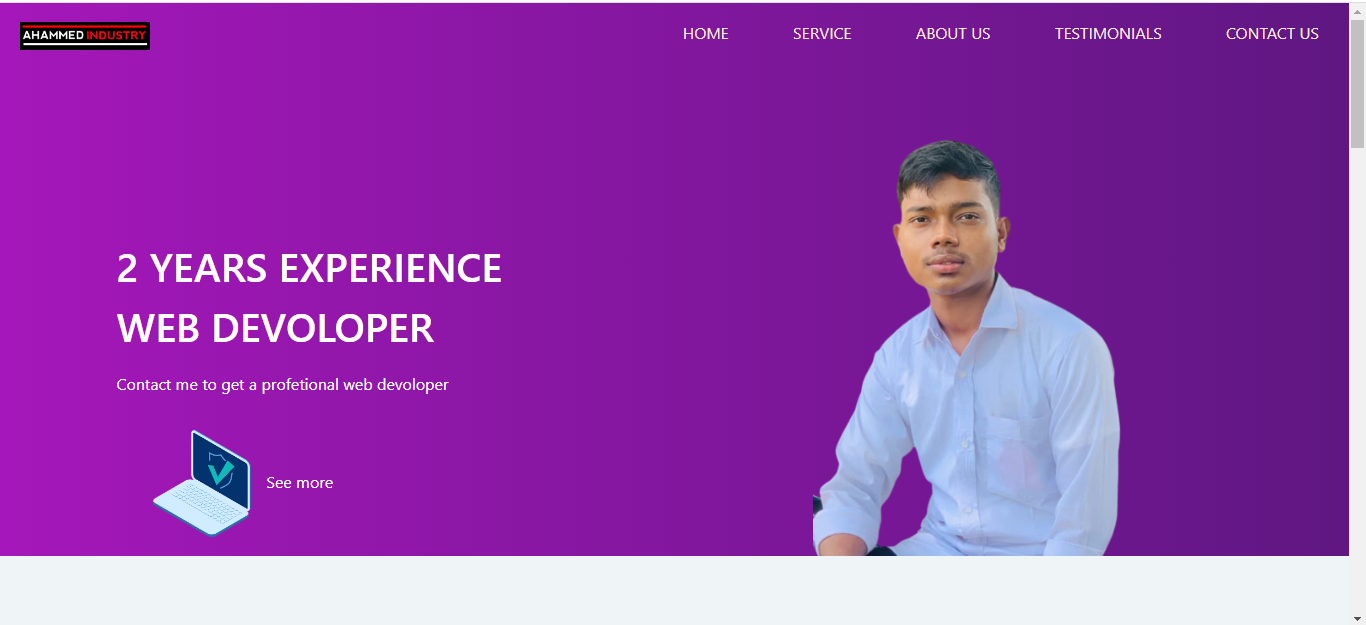 AHAMMED INDUSTRY
HOME SERVICE ABOUT US TESTIMONIALS CONTACT US
2 YEARS EXPERIENCE
WEB DEVOLOPER
Contact me to get a profetional web devoloper
See more